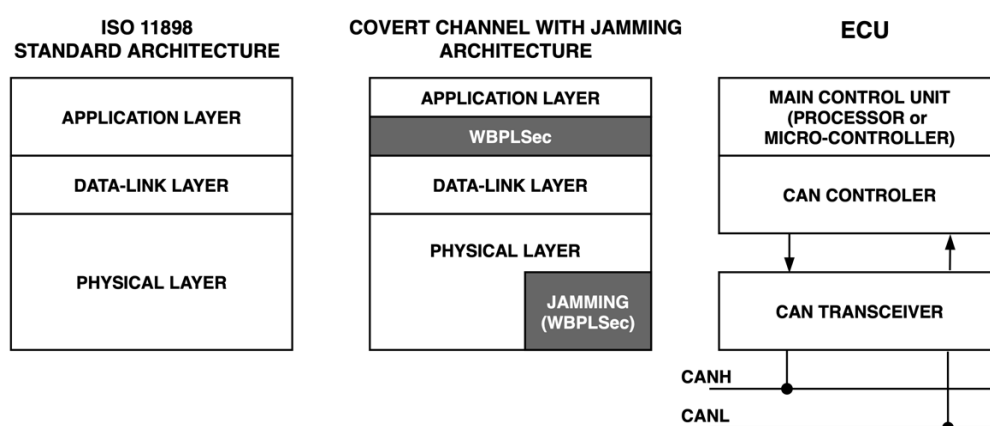 ISO 11898
STANDARD ARCHITECTURE
APPLICATION LAYER
DATA-LINK LAYER
PHYSICAL LAYER
COVERT CHANNEL WITH JAMMING
ARCHITECTURE
APPLICATION LAYER
WBPLSec
DATA-LINK LAYER
PHYSICAL LAYER
JAMMING
(WBPLSec)
ECU
MAIN CONTROL UNIT
(PROCESSOR or
MICRO-CONTROLLER)
CAN CONTROLER
CAN TRANSCEIVER
CANH
CANL